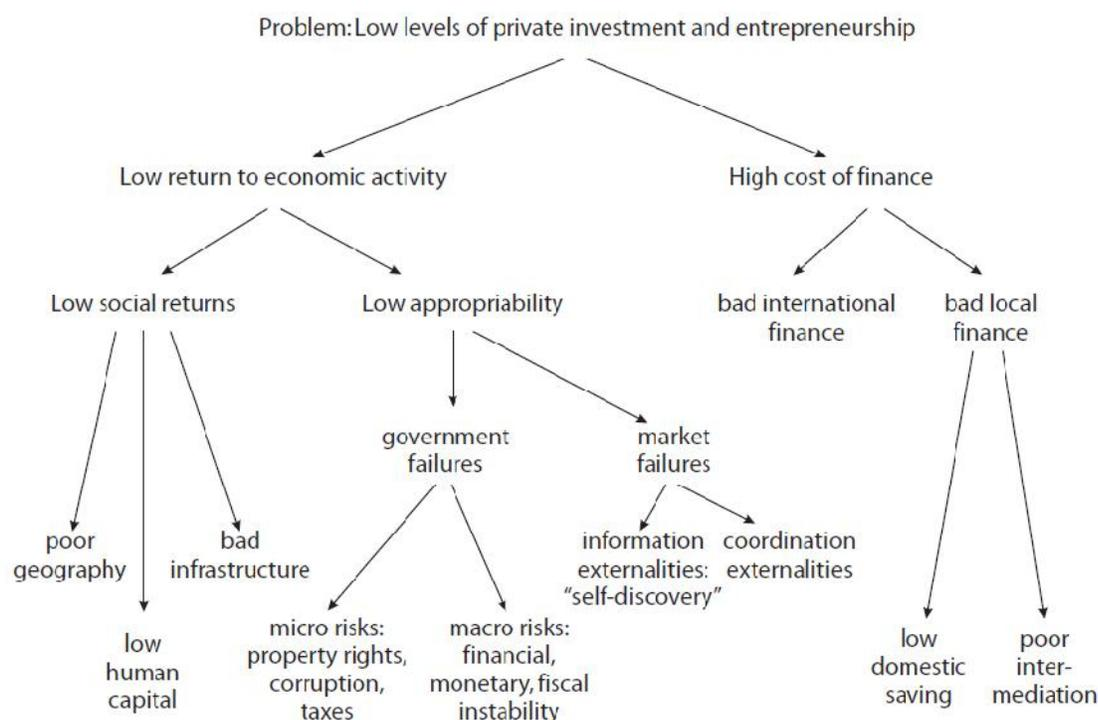 Problem: Low levels of private investment and entrepreneurship
Low return to economic activity
High cost of finance
Low social returns
Low appropriability
bad international
finance
bad local
finance
government
failures
market
failures
poor
geography
bad
infrastructure
information
externalities:
“self-discovery”
coordination
externalities
low
human
capital
micro risks:
property rights,
corruption,
taxes
macro risks:
financial,
monetary, fiscal
instability
low
domestic
saving
poor
inter-
mediation